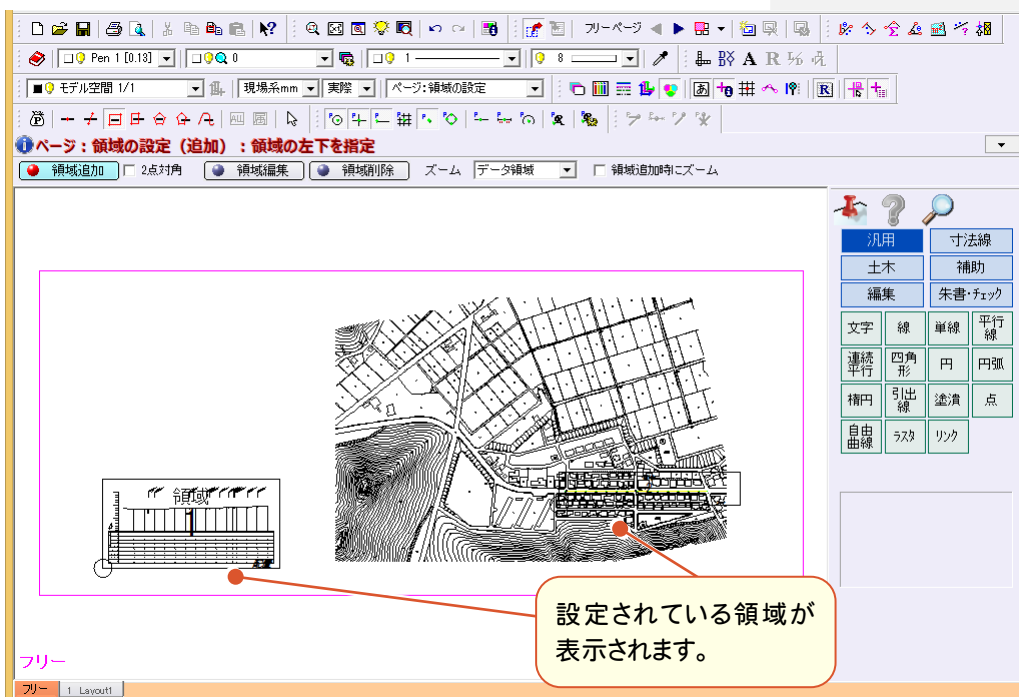 フリーページ
Pen 1 [0.13]
0
1
8
モデル空間 1/1
現場系mm
実際
ページ:領域の設定
ページ：領域の設定（追加）：領域の左下を指定
領域追加
2点対角
領域編集
領域削除
ズーム
データ領域
領域追加時にズーム
汎用
寸法線
土木
補助
編集
朱書・チェック
文字
線
単線
平行線
連続平行
四角形
円
円弧
楕円
引出線
塗潰
点
自由曲線
ラスタ
リンク
領域
1
設定されている領域が
表示されます。
フリー
フリー
1 Layout1